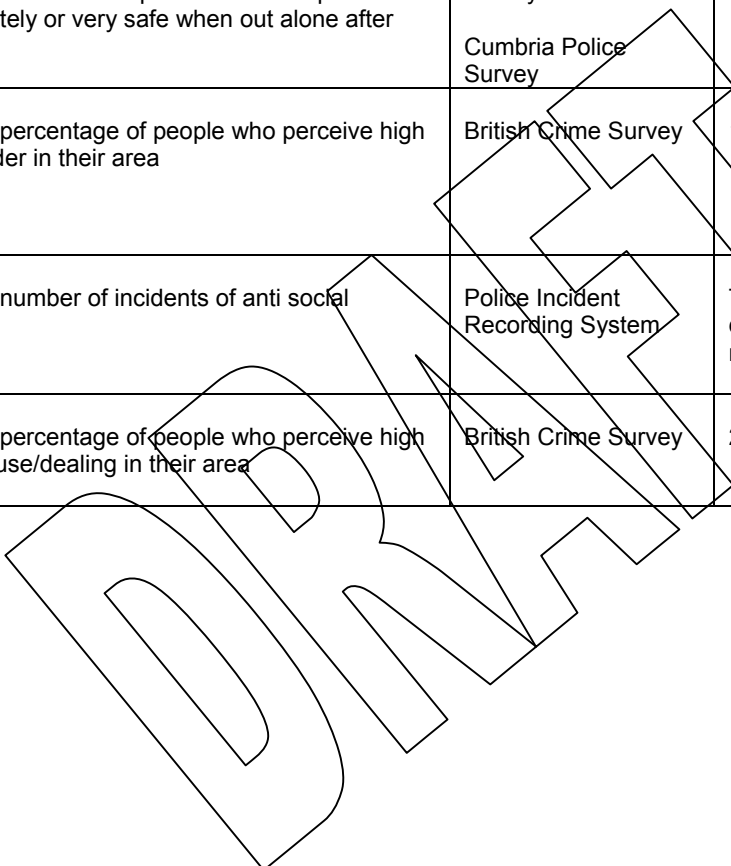 tely or very safe when out alone after
Cumbria Police
Survey
percentage of people who perceive high
der in their area
British Crime Survey
number of incidents of anti social
Police Incident
Recording System
percentage of people who perceive high
use/dealing in their area
British Crime Survey
DRAFT